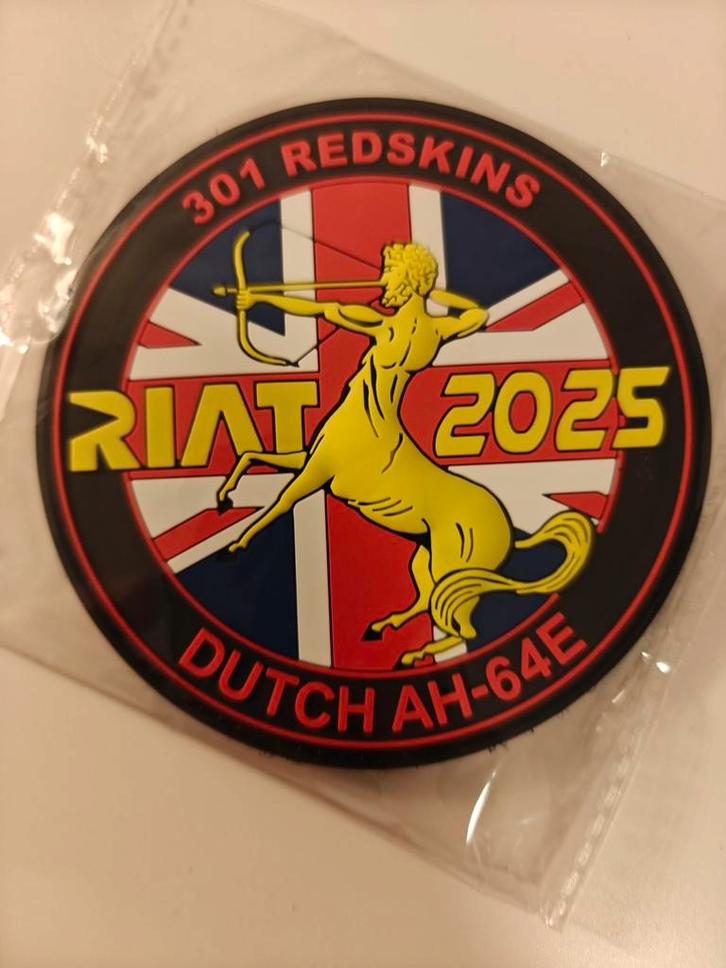 301 REDSKINS
RIAT 2025
DUTCH AH-64E